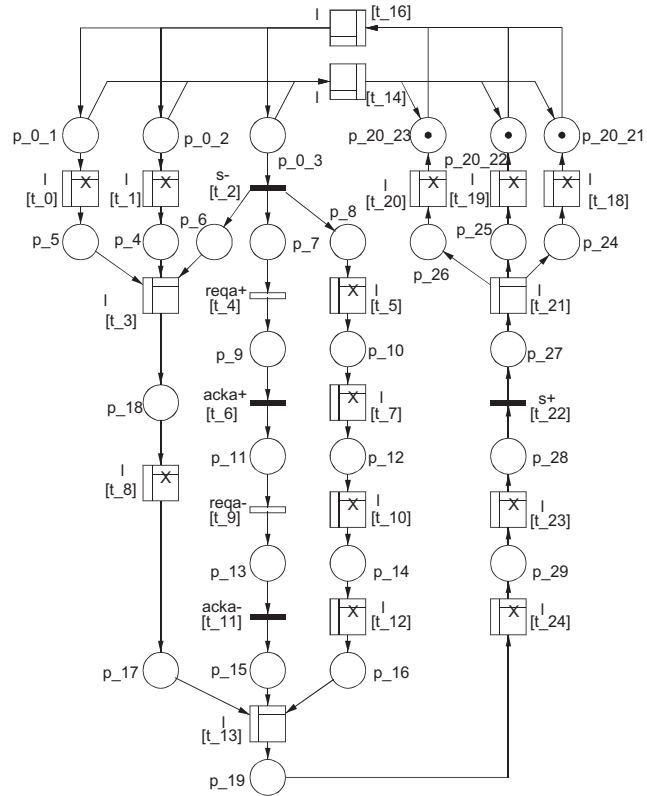 I [t_16]
I [t_14]
p_0_1 p_0_2 p_0_3 p_20_23 p_20_22 p_20_21
I X [t_0]
I X [t_1]
s- [t_2]
I X [t_20]
X I [t_19]
X I [t_18]
p_5 p_4 p_6 p_7 p_8 p_26 p_25 p_24
I [t_3]
reqa+ [t_4]
X I [t_5]
I [t_21]
p_9 p_10 p_27
p_18
acka+ [t_6]
X I [t_7]
s+ [t_22]
p_11 p_12 p_28
I X [t_8]
reqa- [t_9]
X I [t_10]
X I [t_23]
p_13 p_14 p_29
acka- [t_11]
X I [t_12]
X I [t_24]
p_17 p_15 p_16
I [t_13]
p_19